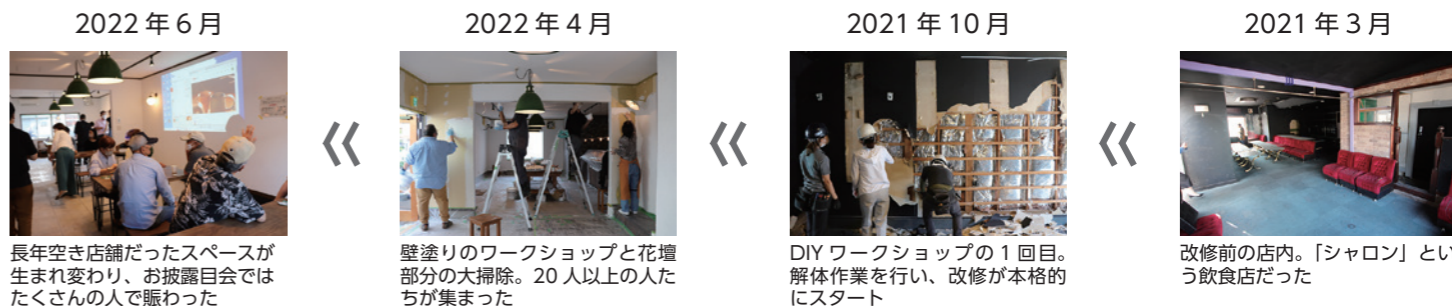 2022年6月
長年空き店舗だったスペースが
生まれ変わり、お披露目会では
たくさんの人で賑わった
2022年4月
壁塗りのワークショップと花壇
部分の大掃除。20人以上の人た
ちが集まった
2021年10月
DIYワークショップの1回目。
解体作業を行い、改修が本格的
にスタート
2021年3月
改修前の店内。「シャロン」とい
う飲食店だった